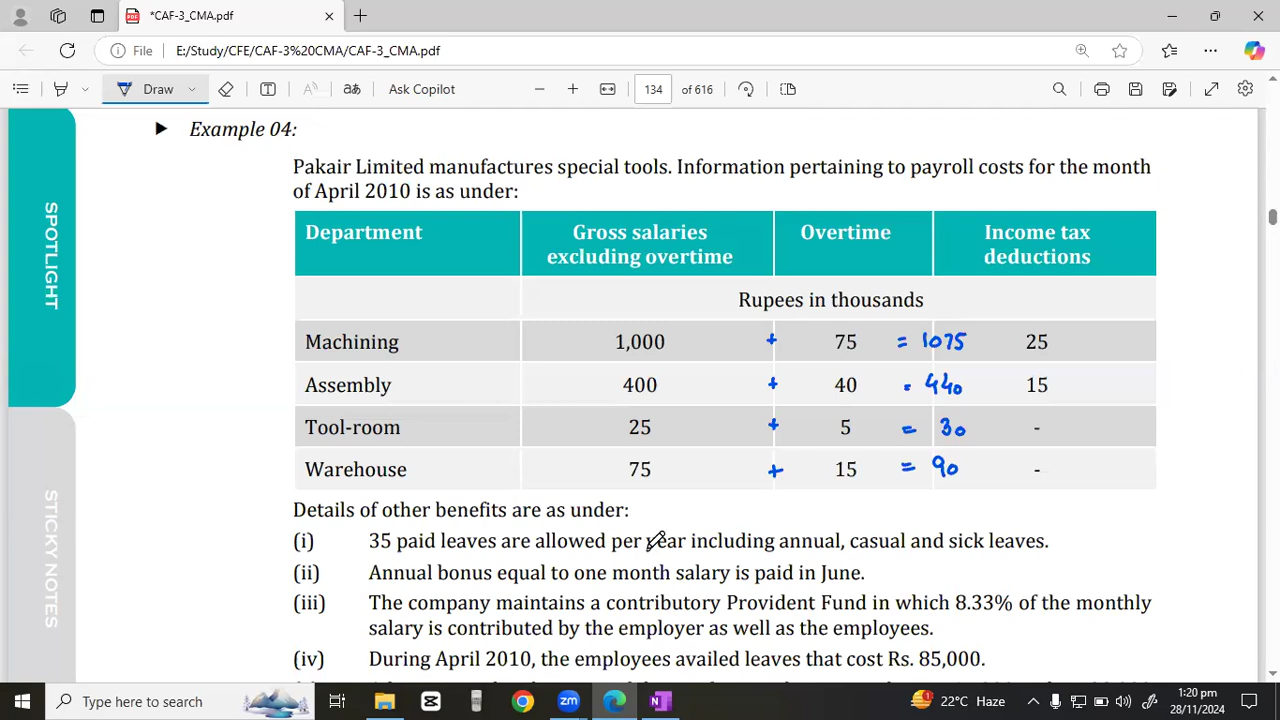 *CAF-3_CMA.pdf
File E:/Study/CFE/CAF-3%20CMA/CAF-3_CMA.pdf
Draw Ask Copilot 134 of 616
SPOTLIGHT
STICKY NOTES
Example 04:
Pakair Limited manufactures special tools. Information pertaining to payroll costs for the month
of April 2010 is as under:
Department Gross salaries excluding overtime Overtime Income tax deductions
Rupees in thousands
Machining 1,000 + 75 = 1075 25
Assembly 400 + 40 = 440 15
Tool-room 25 + 5 = 30 -
Warehouse 75 + 15 = 90 -
Details of other benefits are as under:
(i) 35 paid leaves are allowed per year including annual, casual and sick leaves.
(ii) Annual bonus equal to one month salary is paid in June.
(iii) The company maintains a contributory Provident Fund in which 8.33% of the monthly
salary is contributed by the employer as well as the employees.
(iv) During April 2010, the employees availed leaves that cost Rs. 85,000.
Type here to search 22°C Haze 1:20 pm
28/11/2024